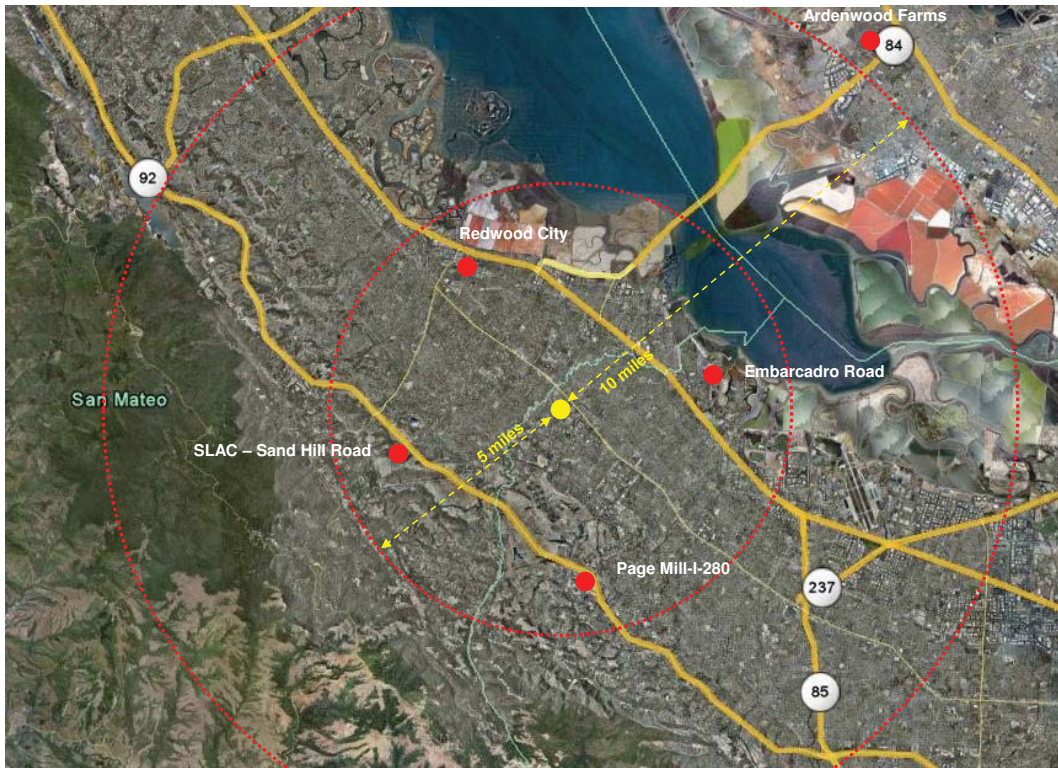 Ardenwood Farms
84
92
Redwood City
10 miles
Embarcadro Road
San Mateo
5 miles
SLAC – Sand Hill Road
Page Mill-I-280
237
85